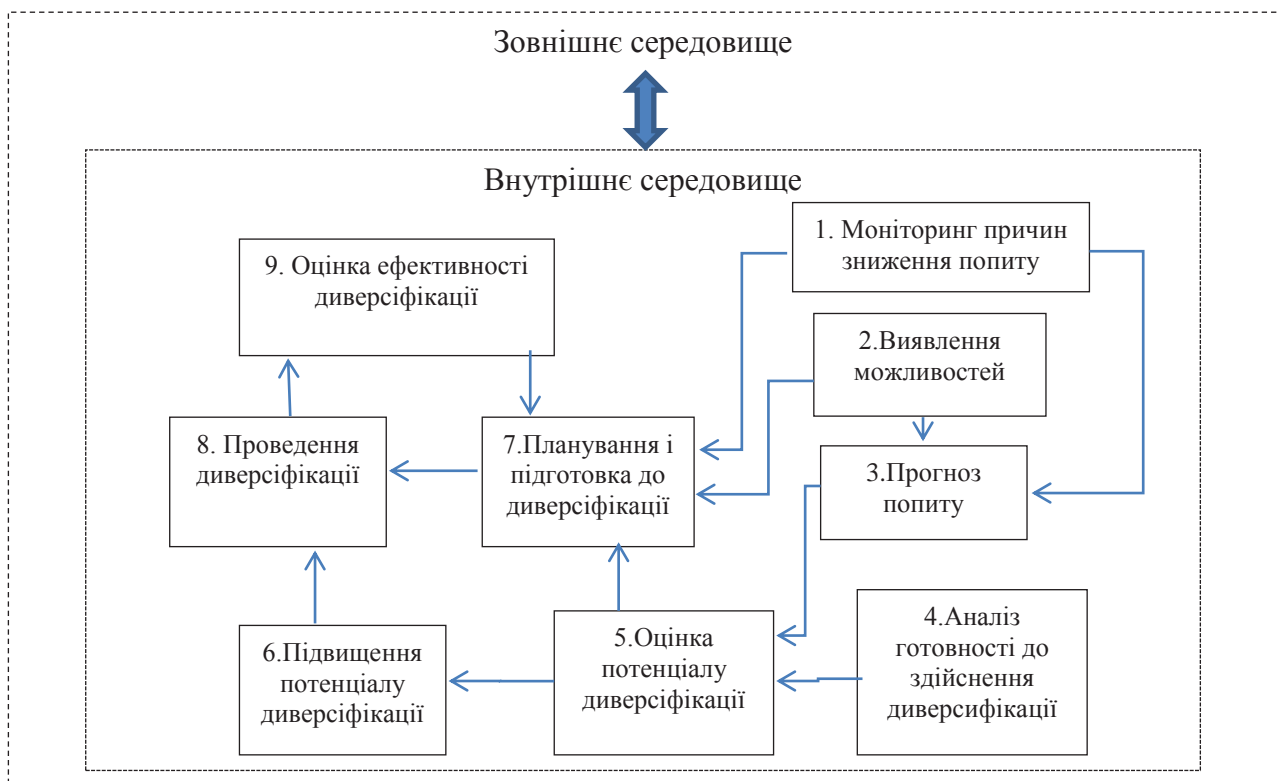 Зовнішнє середовище
Внутрішнє середовище
1. Моніторинг причин
зниження попиту
9. Оцінка ефективності
диверсіфікації
2.Виявлення
можливостей
8. Проведення
диверсіфікації
7.Планування і
підготовка до
диверсіфікації
3.Прогноз
попиту
6.Підвищення
потенціалу
диверсіфікації
5.Оцінка
потенціалу
диверсіфікації
4.Аналіз
готовності до
здійснення
диверсифікації